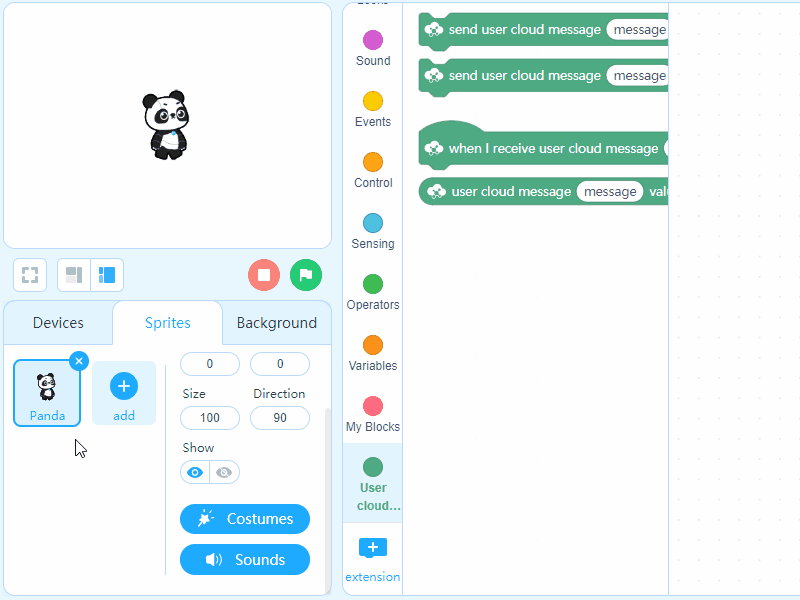 send user cloud message message
send user cloud message message
when I receive user cloud message
user cloud message message
Sound
Events
Control
Sensing
Operators
Variables
My Blocks
User
cloud...
extension
Devices
Sprites
Background
Panda
add
0 0
Size Direction
100 90
Show
Costumes
Sounds